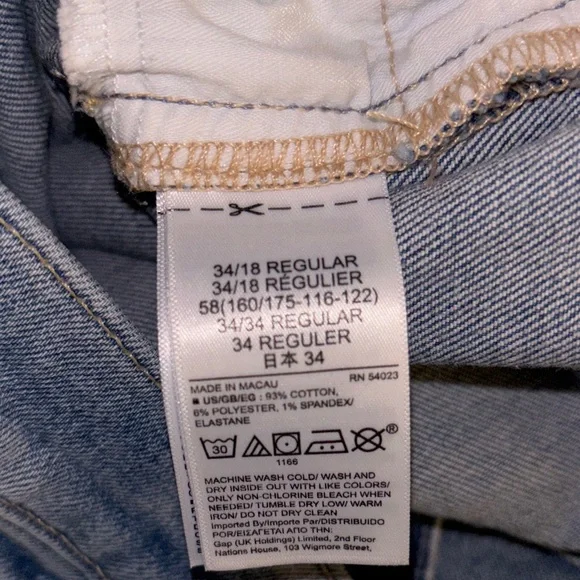 34/18 REGULAR
34/18 RÉGULIER
58(160/175-116-122)
34/34 REGULAR
34 REGULER
日本 34
MADE IN MACAU RN 54023
■ US/GB/EG : 93% COTTON,
6% POLYESTER, 1% SPANDEX/
ELASTANE
30
®
1166
MACHINE WASH COLD/ WASH AND
DRY INSIDE OUT WITH LIKE COLORS/
ONLY NON-CHLORINE BLEACH WHEN
NEEDED/ TUMBLE DRY LOW/ WARM
IRON/ DO NOT DRY CLEAN
Imported By/Importe Par/DISTRIBUIDO
POR/ΕΙΣΑΓΕΤΑΙ ΑΠΟ ΤΗΝ
Gap (UK Holdings) Limited, 2nd Floor
Nations House, 103 Wigmore Street,